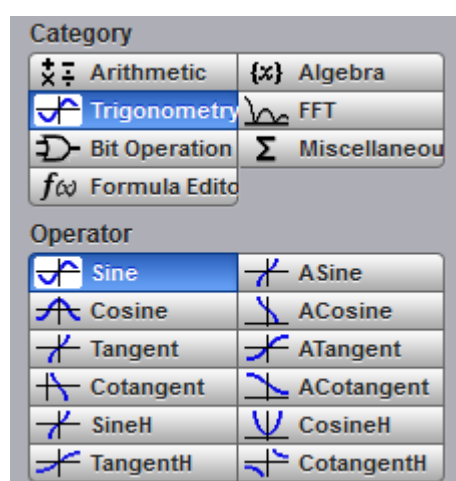 Category
Arithmetic {x} Algebra
Trigonometry FFT
Bit Operation Σ Miscellaneou
f(ω) Formula Edito
Operator
Sine ASine
Cosine ACosine
Tangent ATangent
Cotangent ACotangent
SineH CosineH
TangentH CotangentH